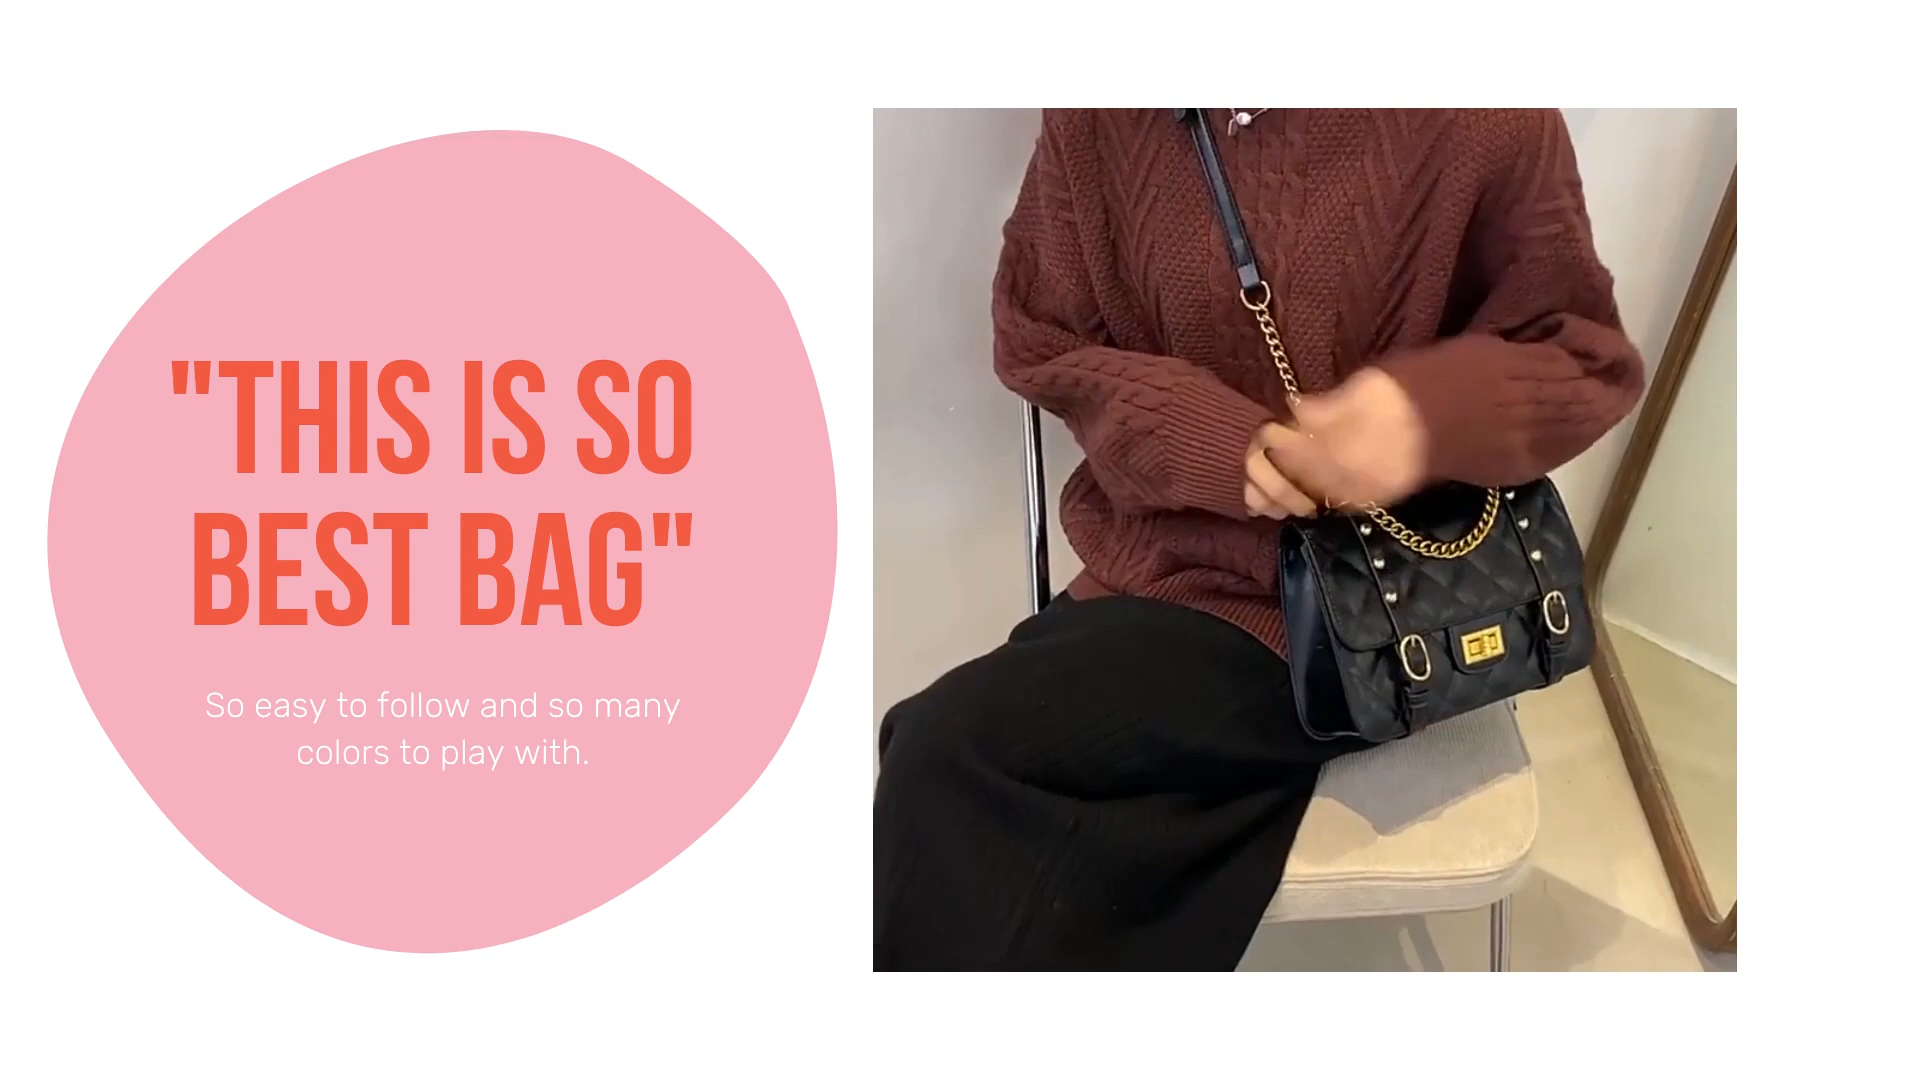 "THIS IS SO
BEST BAG"
So easy to follow and so many
colors to play with.